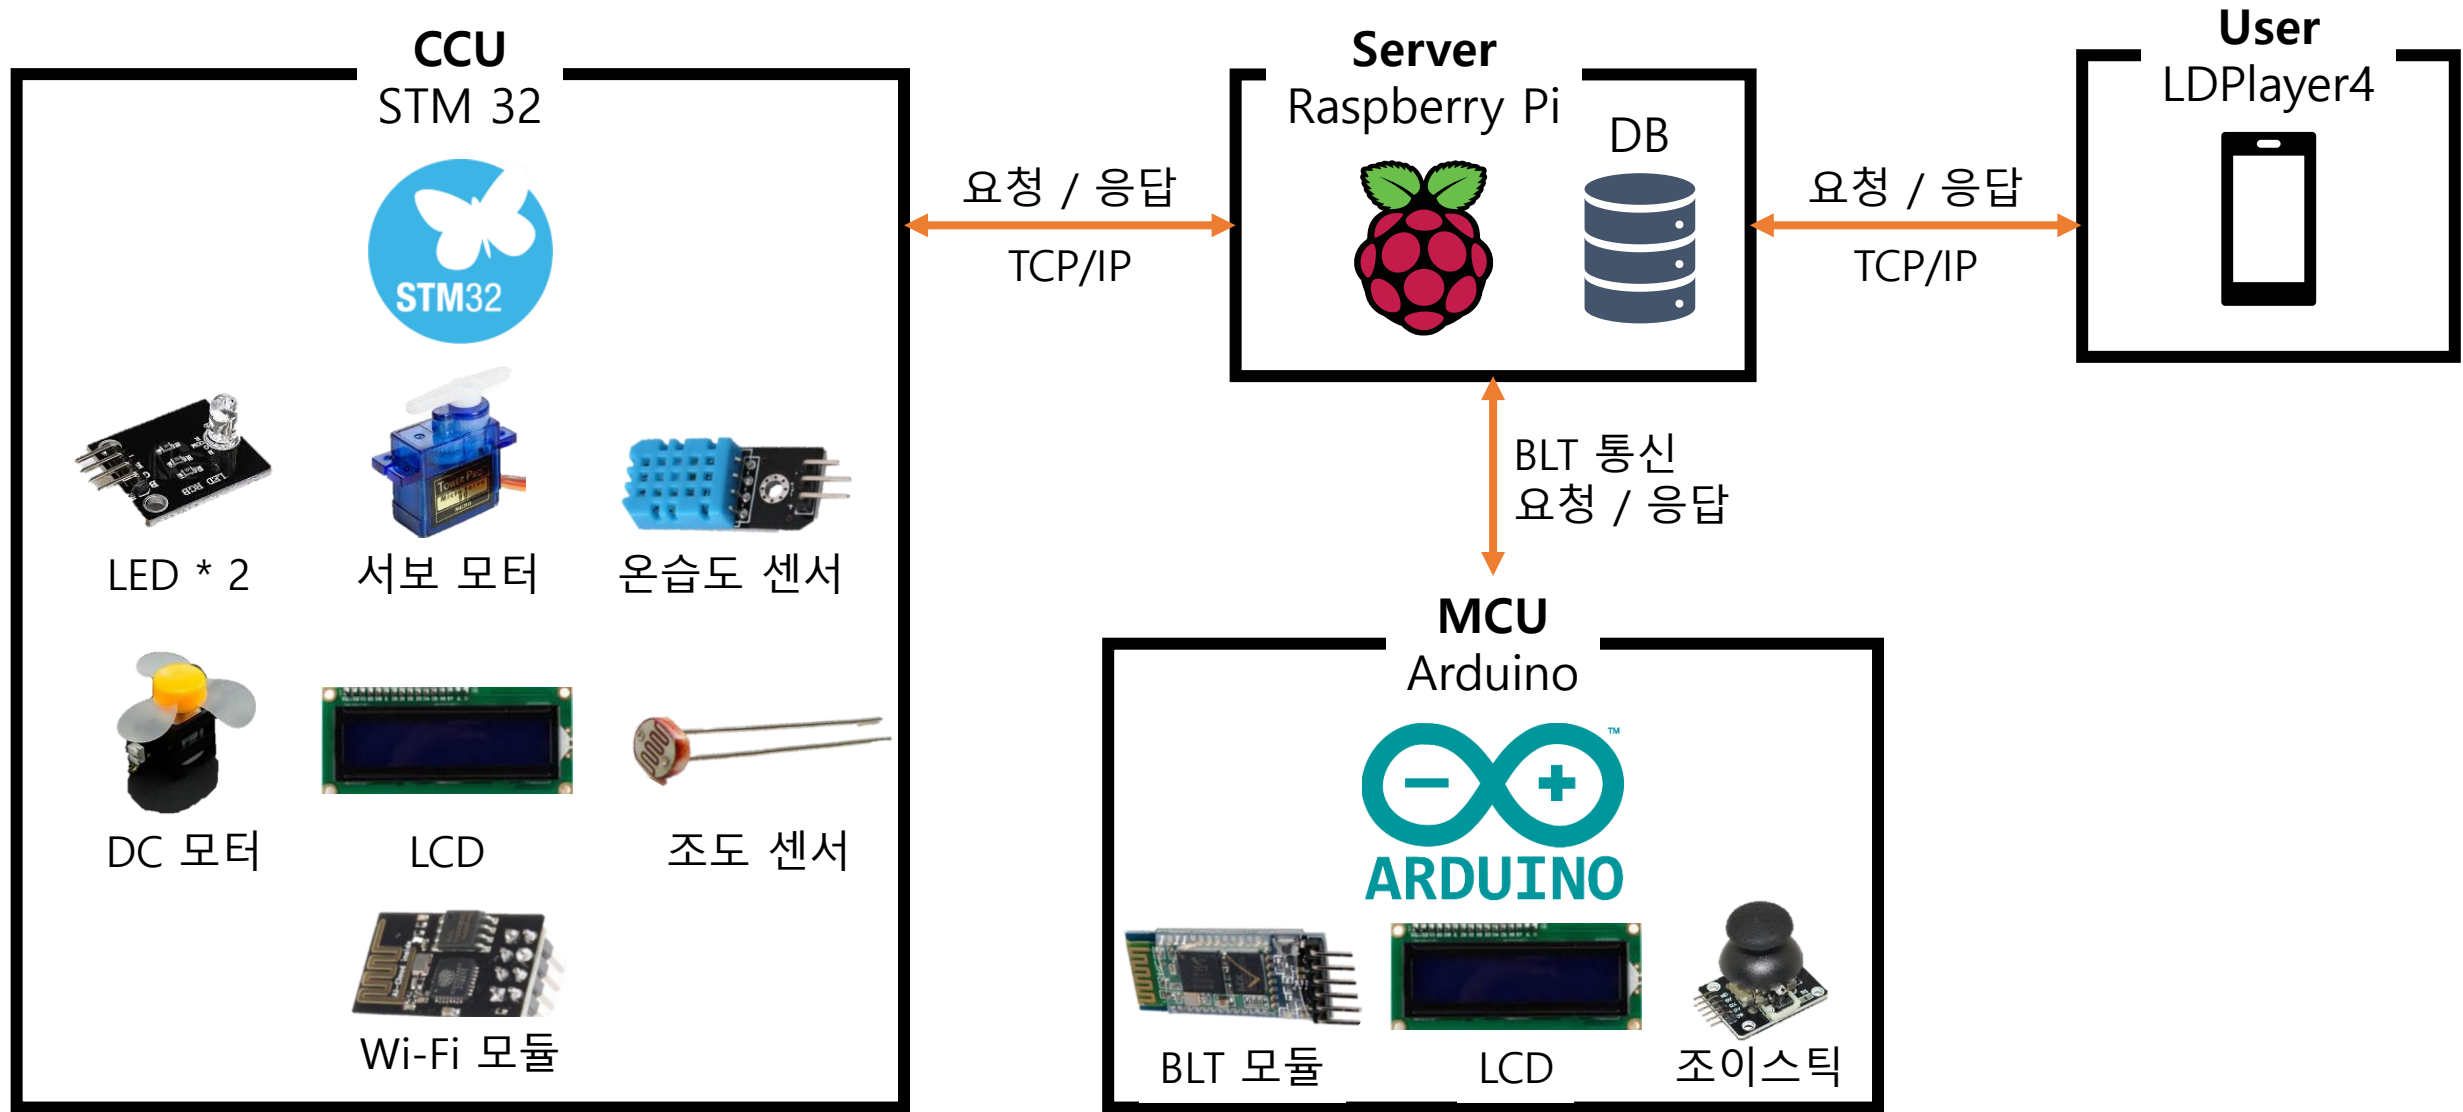 CCU
STM 32
STM32
LED RGB
LED * 2
서보 모터
온습도 센서
DC 모터
LCD
조도 센서
Wi-Fi 모듈
요청 / 응답
TCP/IP
Server
Raspberry Pi
DB
요청 / 응답
TCP/IP
User
LDPlayer4
BLT 통신
요청 / 응답
MCU
Arduino
™
ARDUINO
BLT 모듈
LCD
조이스틱